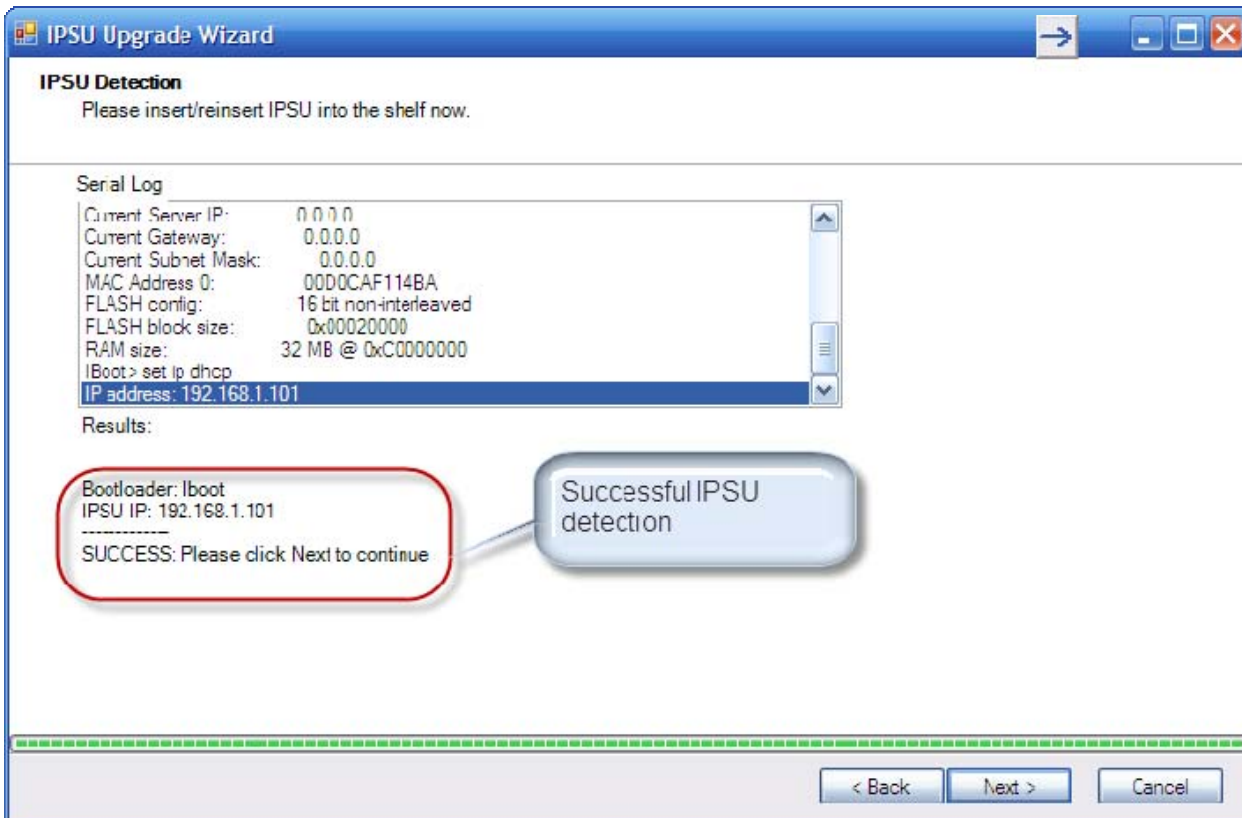 IPSU Upgrade Wizard
IPSU Detection
Please insert/reinsert IPSU into the shelf now.
Serial Log
Current Server IP: 0.0.0.0
Current Gateway: 0.0.0.0
Current Subnet Mask: 0.0.0.0
MAC Address 0: 00D0CAF114BA
FLASH config: 16 bit non-interleaved
FLASH block size: 0x00020000
RAM size: 32 MB @ 0xC0000000
IBoot> set ip dhcp
IP address: 192.168.1.101
Results:
Bootloader: Iboot
IPSU IP: 192.168.1.101
-------------
SUCCESS: Please click Next to continue
Successful IPSU
detection
< Back
Next >
Cancel